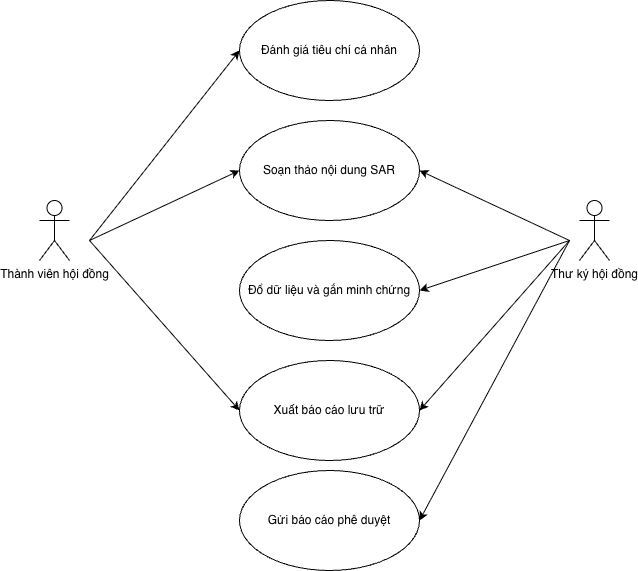 Đánh giá tiêu chí cá nhân
Soạn thảo nội dung SAR
Thành viên hội đồng
Thư ký hội đồng
Đổ dữ liệu và gắn minh chứng
Xuất báo cáo lưu trữ
Gửi báo cáo phê duyệt